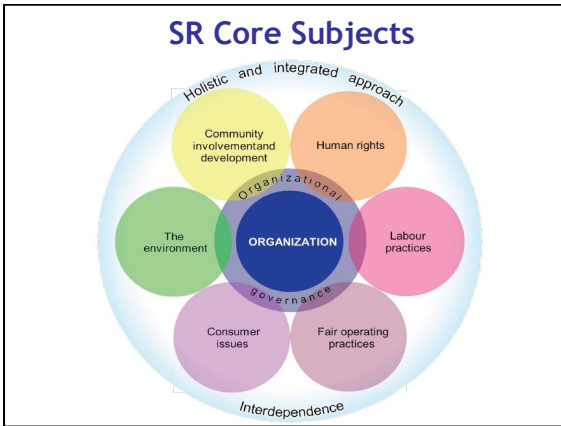 SR Core Subjects
Holistic and integrated approach
Community
involvementand
development
Human rights
Organizational
The
environment
ORGANIZATION
Labour
practices
governance
Consumer
issues
Fair operating
practices
Interdependence